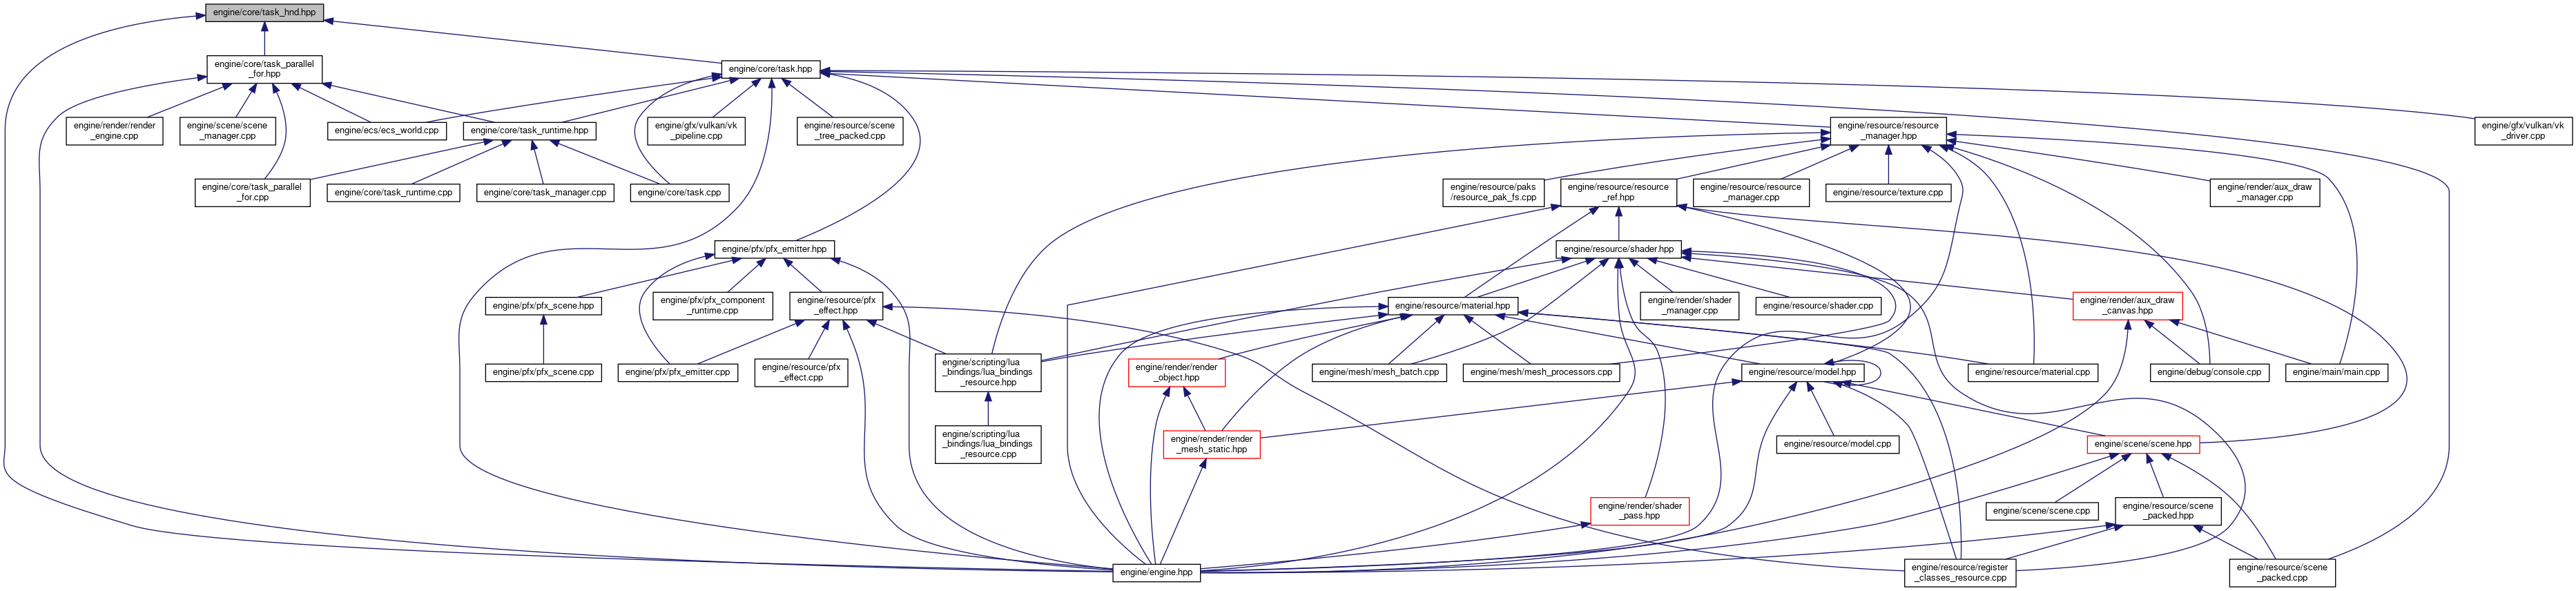 engine/core/task_hnd.hpp
engine/core/task_parallel
_for.hpp
engine/core/task.hpp
engine/render/render
_engine.cpp
engine/scene/scene
_manager.cpp
engine/ecs/ecs_world.cpp
engine/core/task_runtime.hpp
engine/gfx/vulkan/vk
_pipeline.cpp
engine/resource/scene
_tree_packed.cpp
engine/resource/resource
_manager.hpp
engine/gfx/vulkan/vk
_driver.cpp
engine/core/task_parallel
_for.cpp
engine/core/task_runtime.cpp
engine/core/task_manager.cpp
engine/core/task.cpp
engine/resource/paks
/resource_pak_fs.cpp
engine/resource/resource
_ref.hpp
engine/resource/resource
_manager.cpp
engine/resource/texture.cpp
engine/render/aux_draw
_manager.cpp
engine/pfx/pfx_emitter.hpp
engine/resource/shader.hpp
engine/pfx/pfx_scene.hpp
engine/pfx/pfx_component
_runtime.cpp
engine/resource/pfx
_effect.hpp
engine/resource/material.hpp
engine/render/shader
_manager.cpp
engine/resource/shader.cpp
engine/render/aux_draw
_canvas.hpp
engine/pfx/pfx_scene.cpp
engine/pfx/pfx_emitter.cpp
engine/resource/pfx
_effect.cpp
engine/scripting/lua
_bindings/lua_bindings
_resource.hpp
engine/render/render
_object.hpp
engine/mesh/mesh_batch.cpp
engine/mesh/mesh_processors.cpp
engine/resource/model.hpp
engine/resource/material.cpp
engine/debug/console.cpp
engine/main/main.cpp
engine/scripting/lua
_bindings/lua_bindings
_resource.cpp
engine/render/render
_mesh_static.hpp
engine/resource/model.cpp
engine/scene/scene.hpp
engine/render/shader
_pass.hpp
engine/scene/scene.cpp
engine/resource/scene
_packed.hpp
engine/engine.hpp
engine/resource/register
_classes_resource.cpp
engine/resource/scene
_packed.cpp